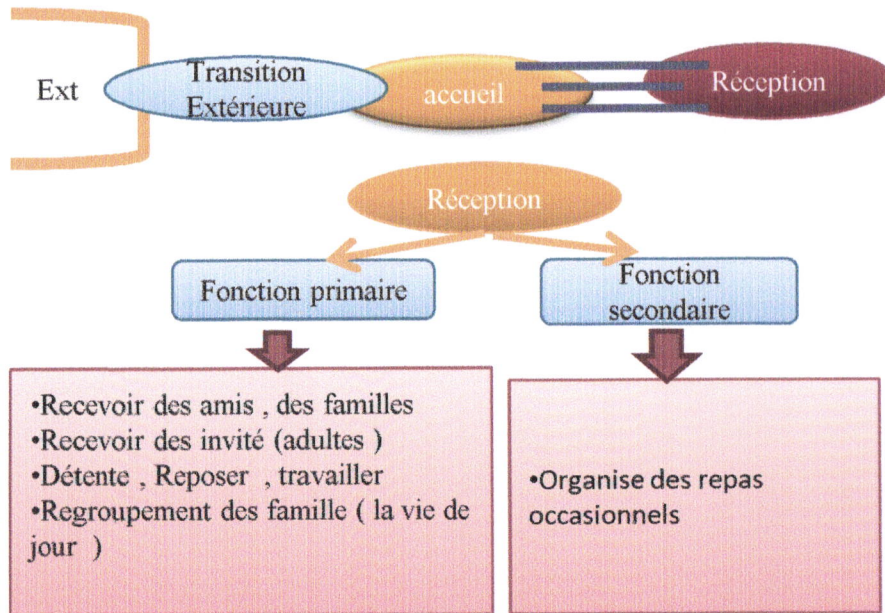 Ext
Transition
Extérieure
accueil
Réception
Réception
Fonction primaire
Fonction
secondaire
•Recevoir des amis , des familles
•Recevoir des invité (adultes )
•Détente , Reposer , travailler
•Regroupement des famille ( la vie de
jour )
•Organise des repas
occasionnels